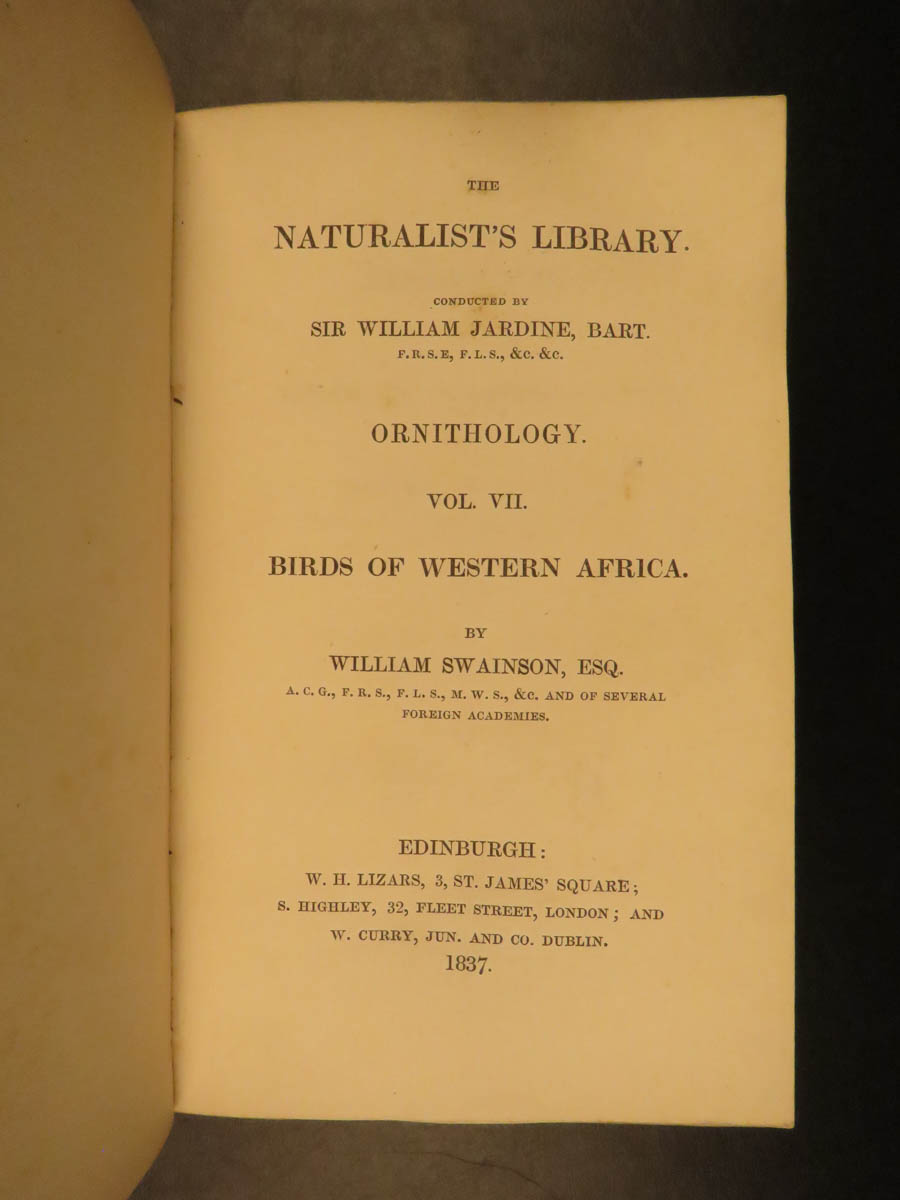 THE
NATURALIST'S LIBRARY.
CONDUCTED BY
SIR WILLIAM JARDINE, BART.
F.R.S.E, F.L.S., &C. &C.
ORNITHOLOGY.
VOL. VII.
BIRDS OF WESTERN AFRICA.
BY
WILLIAM SWAINSON, ESQ.
A. C. G., F. R. S., F. L. S., M. W. S., &C. AND OF SEVERAL
FOREIGN ACADEMIES.
EDINBURGH:
W. H. LIZARS, 3, ST. JAMES' SQUARE;
S. HIGHLEY, 32, FLEET STREET, LONDON; AND
W. CURRY, JUN. AND CO. DUBLIN.
1837.